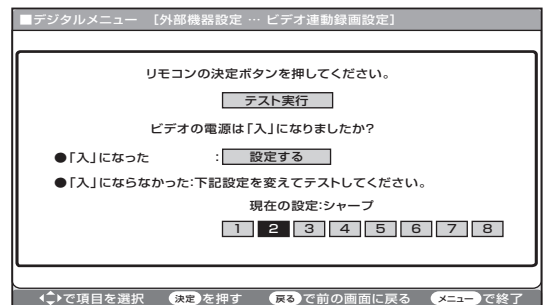 ■デジタルメニュー [外部機器設定 … ビデオ連動録画設定]
リモコンの決定ボタンを押してください。
テスト実行
ビデオの電源は「入」になりましたか?
●「入」になった :設定する
●「入」にならなかった:下記設定を変えてテストしてください。
現在の設定:シャープ
1 2 3 4 5 6 7 8
で項目を選択 決定を押す 戻るで前の画面に戻る メニューで終了